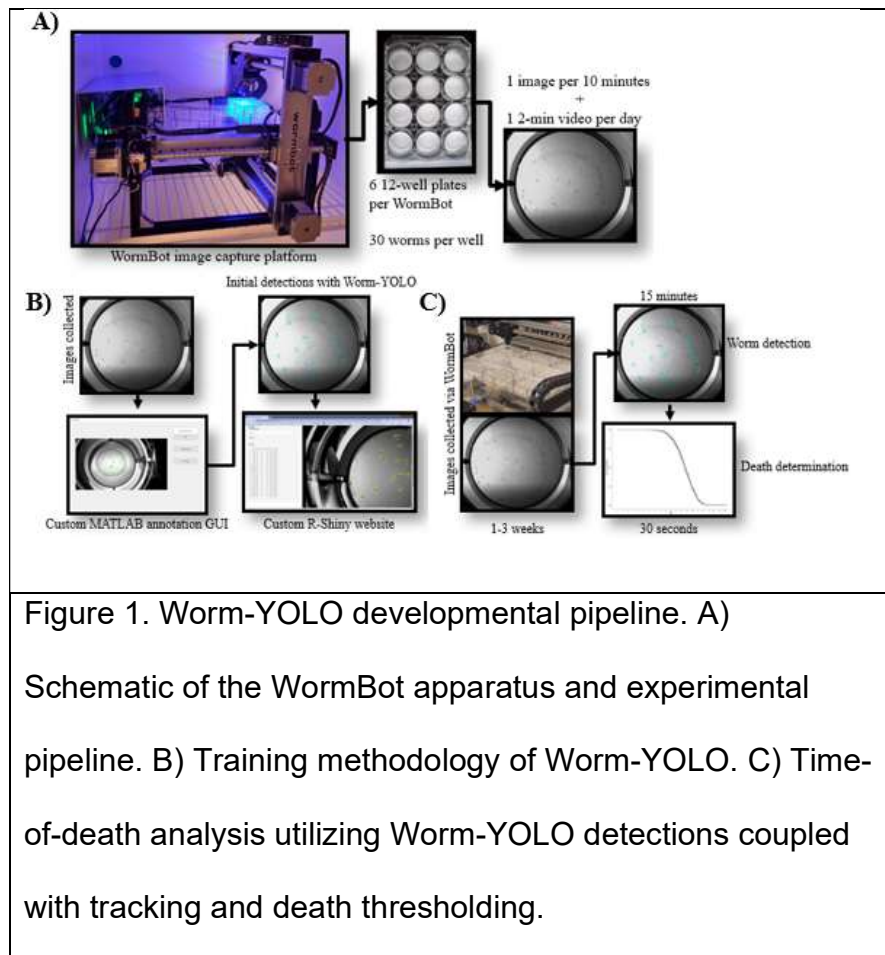 A)
wormbot
1 image per 10 minutes
+
1 2-min video per day
6 12-well plates
per WormBot
30 worms per well
WormBot image capture platform
B)
Images collected
Initial detections with Worm-YOLO
Custom MATLAB annotation GUI
Custom R-Shiny website
C)
Images collected via WormBot
15 minutes
Worm detection
Death determination
1-3 weeks
30 seconds
Figure 1. Worm-YOLO developmental pipeline. A)
Schematic of the WormBot apparatus and experimental
pipeline. B) Training methodology of Worm-YOLO. C) Time-
of-death analysis utilizing Worm-YOLO detections coupled
with tracking and death thresholding.